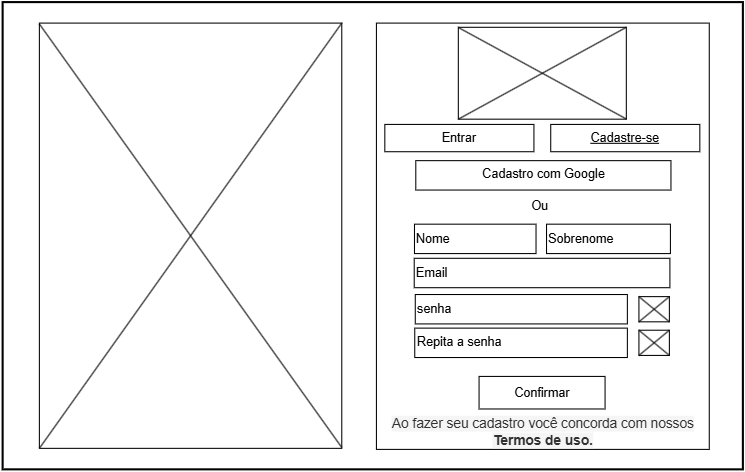 Entrar
Cadastre-se
Cadastro com Google
Ou
Nome
Sobrenome
Email
senha
Repita a senha
Confirmar
Ao fazer seu cadastro você concorda com nossos
Termos de uso.